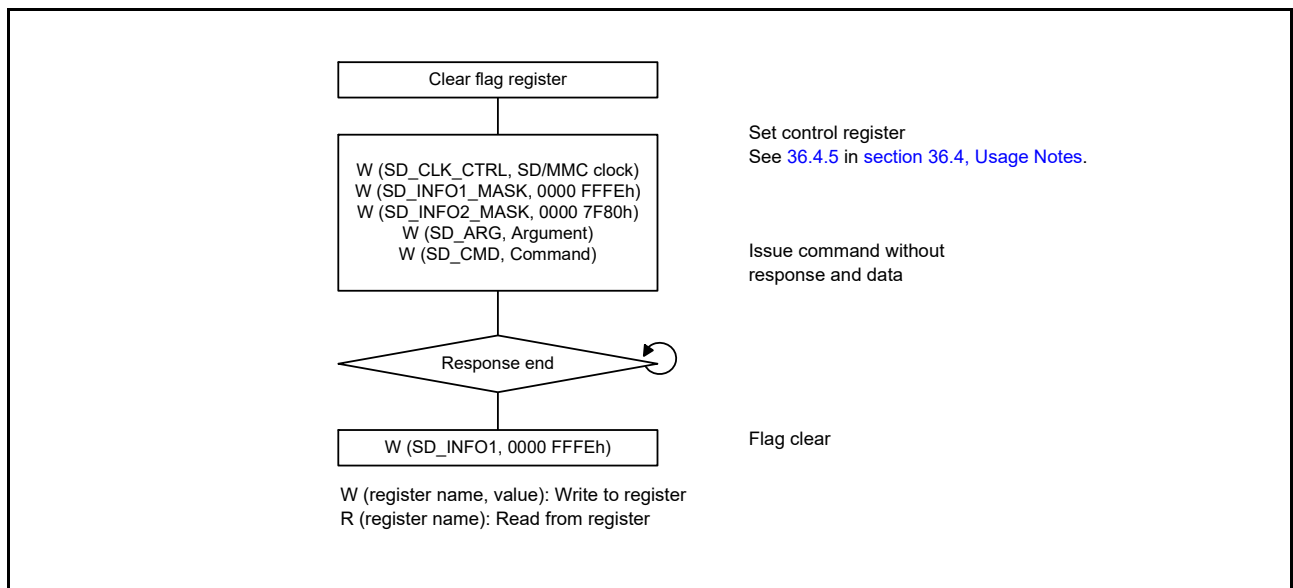 Clear flag register
W (SD_CLK_CTRL, SD/MMC clock)
W (SD_INFO1_MASK, 0000 FFFEh)
W (SD_INFO2_MASK, 0000 7F80h)
W (SD_ARG, Argument)
W (SD_CMD, Command)
Set control register
See 36.4.5 in section 36.4, Usage Notes.
Issue command without
response and data
Response end
W (SD_INFO1, 0000 FFFEh)
Flag clear
W (register name, value): Write to register
R (register name): Read from register